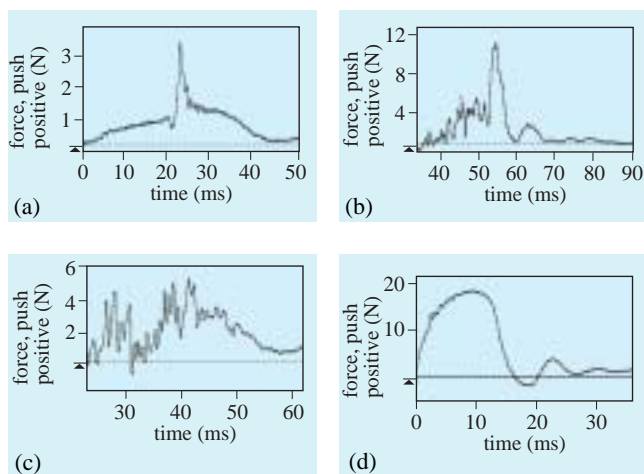 force, push
positive (N)
3
2
1
0 10 20 30 40 50
time (ms)
(a)
force, push
positive (N)
12
8
4
40 50 60 70 80 90
time (ms)
(b)
force, push
positive (N)
6
4
2
30 40 50 60
time (ms)
(c)
force, push
positive (N)
20
10
0 10 20 30
time (ms)
(d)